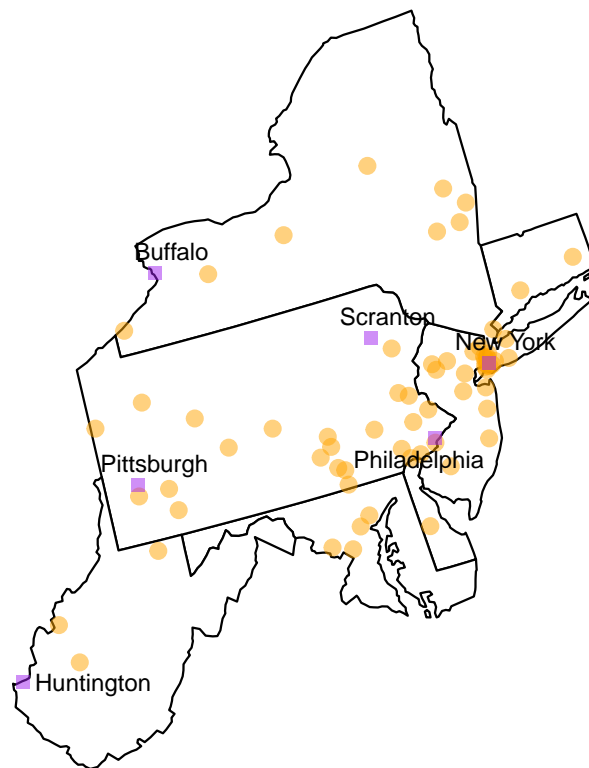 Buffalo
Scranton
New York
Philadelphia
Pittsburgh
Huntington